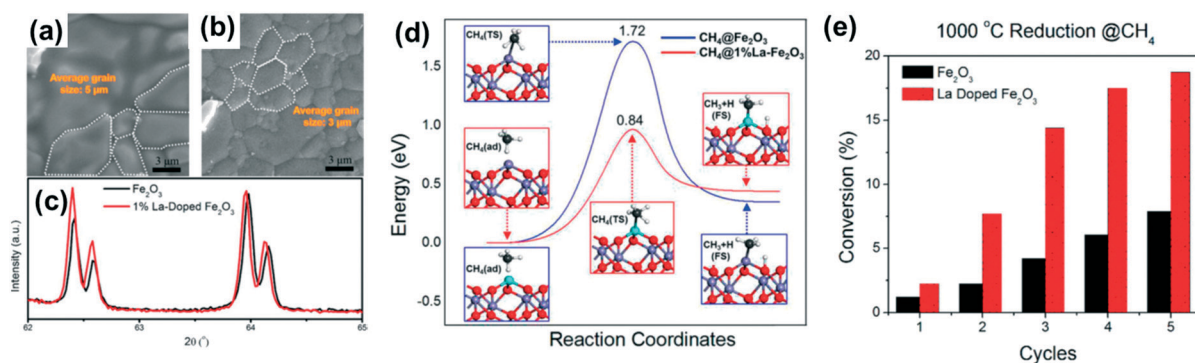 (a)
Average grain
size: 5 μm
3 μm
(b)
Average grain
size: 3 μm
3 μm
(c)
Fe₂O₃
1% La-Doped Fe₂O₃
Intensity (a.u.)
62
63
64
65
2θ (°)
(d)
CH₄@Fe₂O₃
CH₄@1%La-Fe₂O₃
1.72
0.84
CH₄(TS)
CH₄(ad)
CH₄(ad)
CH₄(TS)
CH₃+H
(FS)
CH₃+H
(FS)
Energy (eV)
1.5
1.0
0.5
0.0
-0.5
Reaction Coordinates
(e)
1000 °C Reduction @CH₄
Fe₂O₃
La Doped Fe₂O₃
Conversion (%)
20
15
10
5
0
1
2
3
4
5
Cycles